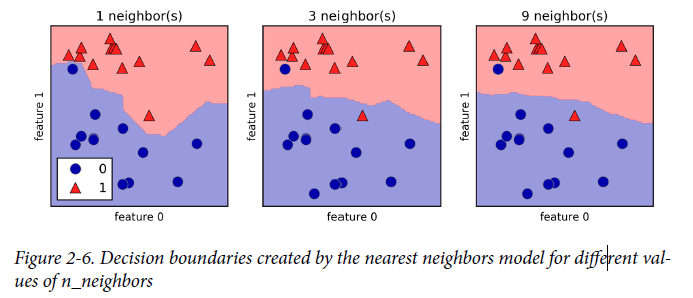 1 neighbor(s)
3 neighbor(s)
9 neighbor(s)
feature 1
feature 1
feature 1
0
1
feature 0
feature 0
feature 0
Figure 2-6. Decision boundaries created by the nearest neighbors model for different val-
ues of n_neighbors